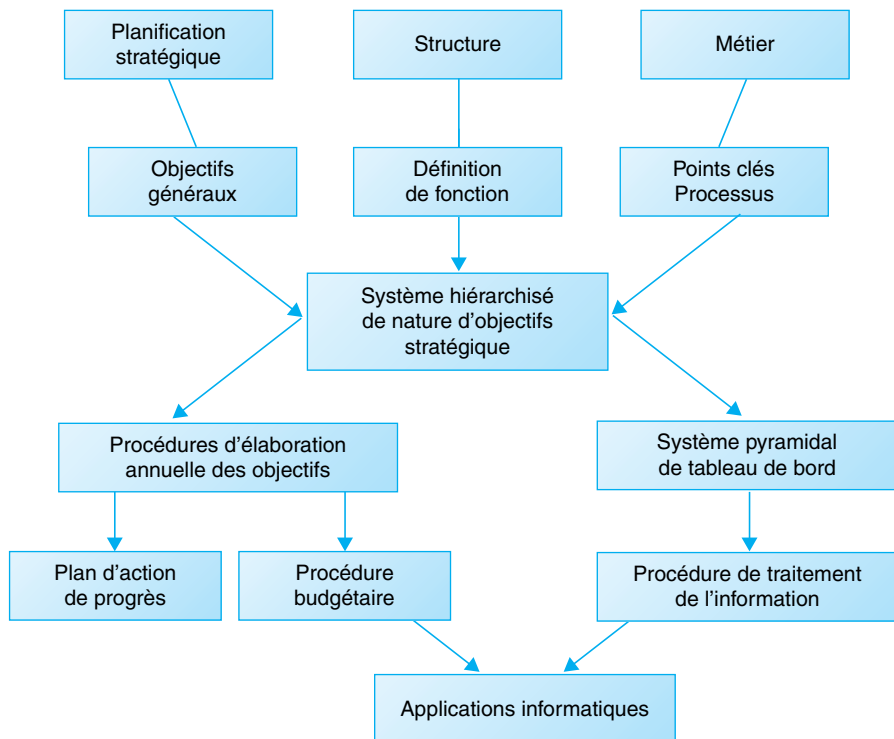 Planification
stratégique
Structure
Métier
Objectifs
généraux
Définition
de fonction
Points clés
Processus
Système hiérarchisé
de nature d’objectifs
stratégique
Procédures d’élaboration
annuelle des objectifs
Système pyramidal
de tableau de bord
Plan d’action
de progrès
Procédure
budgétaire
Procédure de traitement
de l’information
Applications informatiques